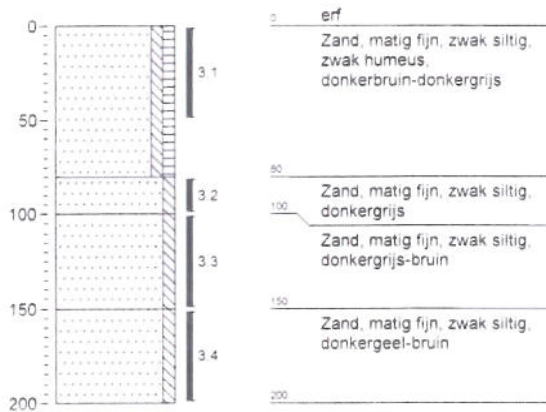 0
50
100
150
200
3.1
3.2
3.3
3.4
0
erf
Zand, matig fijn, zwak siltig,
zwak humeus,
donkerbruin-donkergrijs
80
Zand, matig fijn, zwak siltig,
donkergrijs
100
Zand, matig fijn, zwak siltig,
donkergrijs-bruin
150
Zand, matig fijn, zwak siltig,
donkergeel-bruin
200